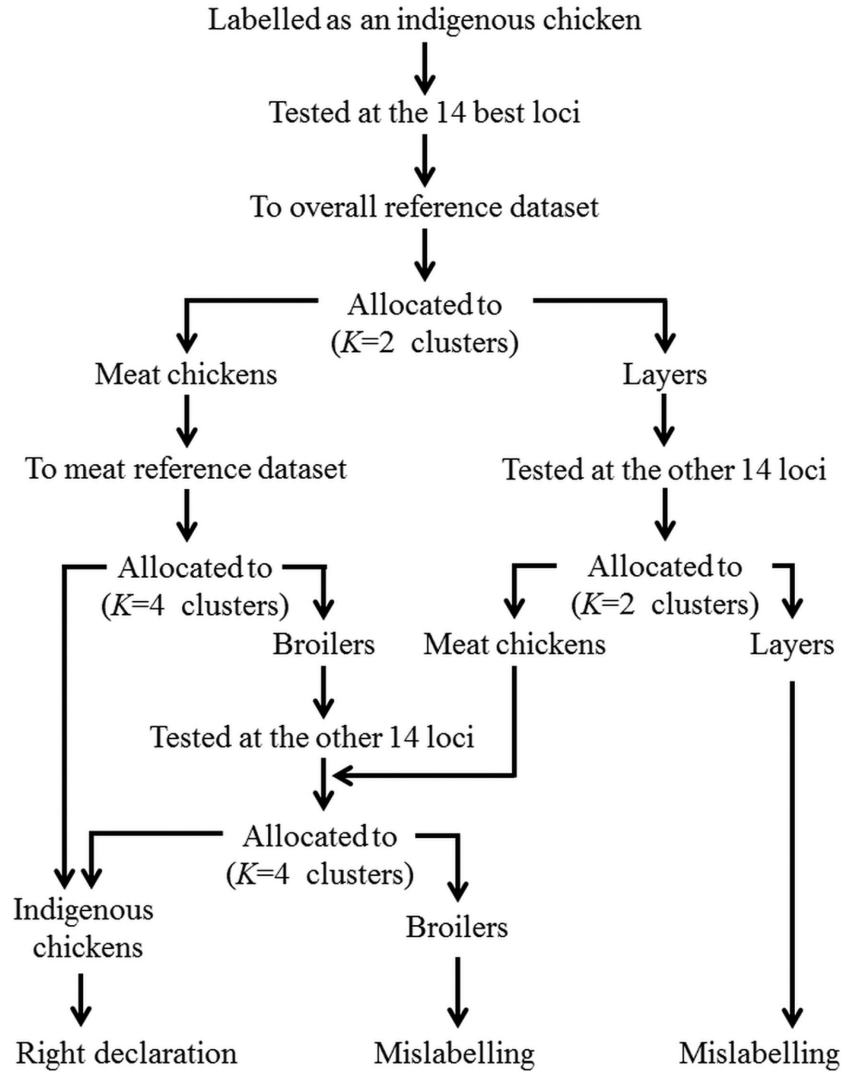 Labelled as an indigenous chicken
Tested at the 14 best loci
To overall reference dataset
Allocated to
(K=2 clusters)
Meat chickens
Layers
To meat reference dataset
Tested at the other 14 loci
Allocated to
(K=4 clusters)
Allocated to
(K=2 clusters)
Broilers
Meat chickens
Layers
Tested at the other 14 loci
Allocated to
(K=4 clusters)
Indigenous
chickens
Broilers
Right declaration
Mislabelling
Mislabelling